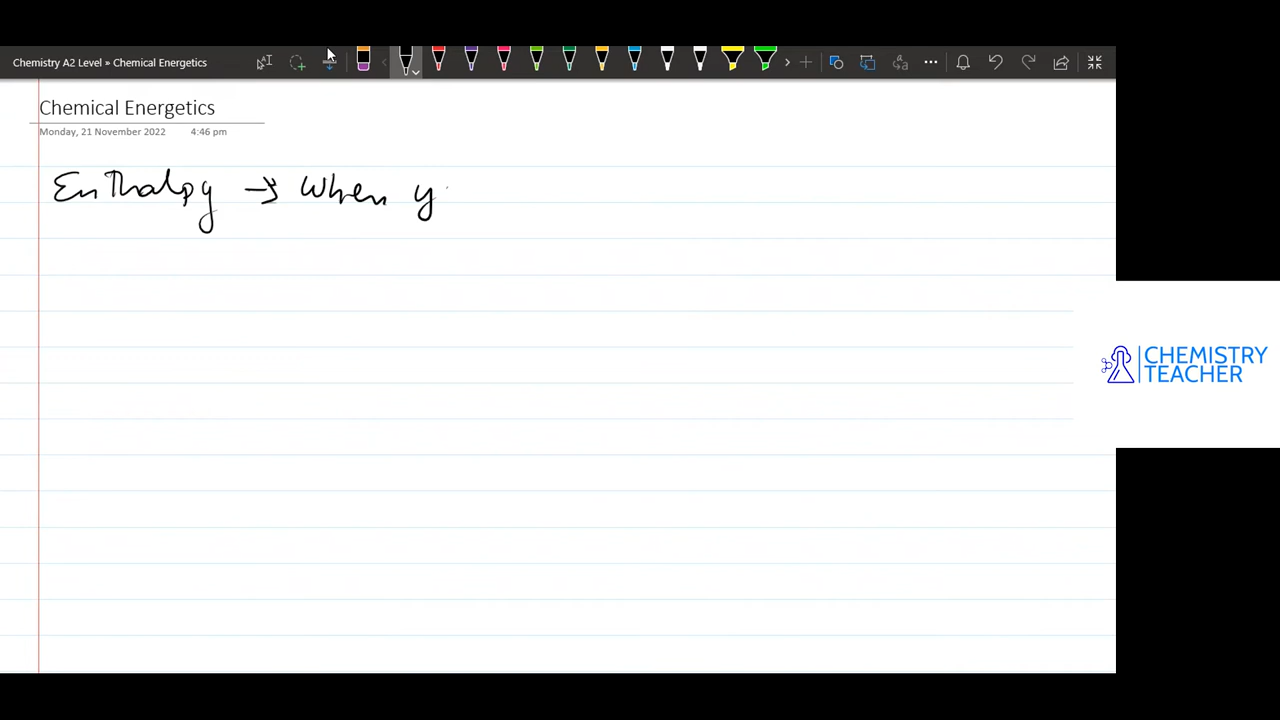 Chemistry A2 Level » Chemical Energetics
Chemical Energetics
Monday, 21 November 2022 4:46 pm
Enthalpy → When y
CHEMISTRY
TEACHER